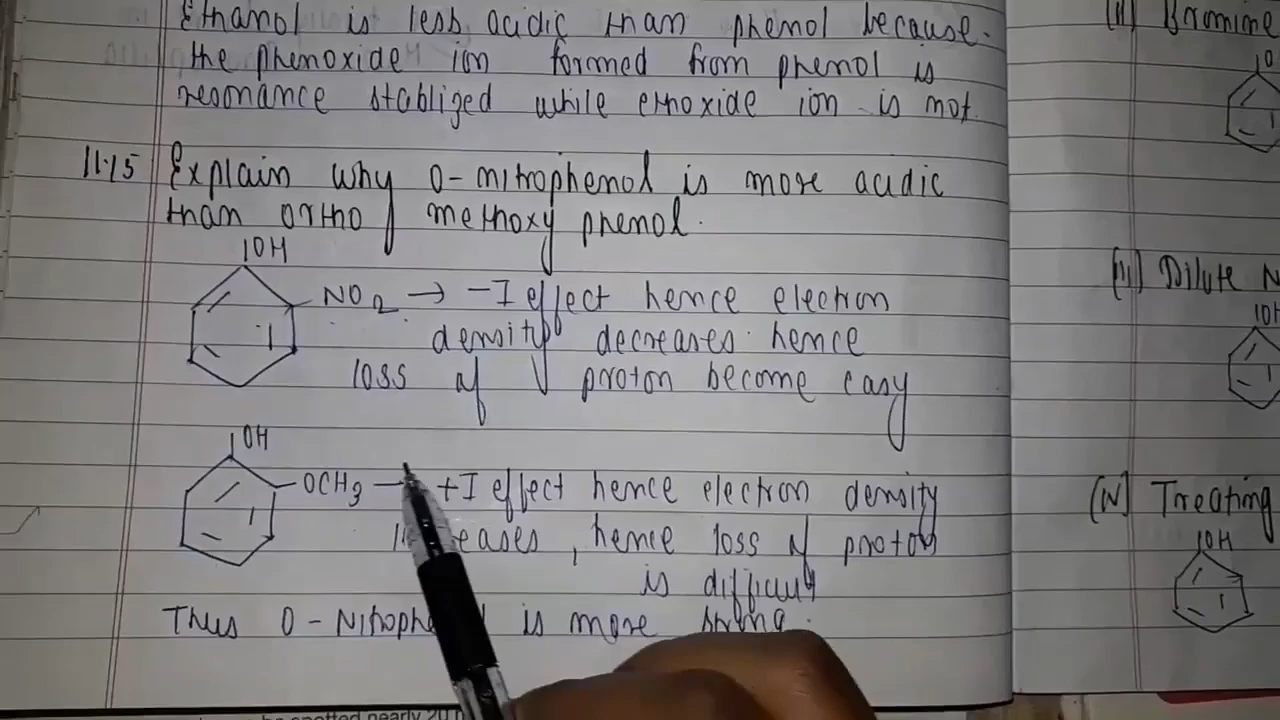 Ethanol is less acidic than phenol because
the phenoxide ion formed from phenol is
resonance stablized while ethoxide ion is not
11.15 Explain why O-nitrophenol is more acidic
than ortho methoxy phenol.
OH
NO2 → -I effect hence electron
density decreases hence
loss of proton become easy
OH
OCH3 → +I effect hence electron density
hence loss of proton
is difficult
Thus O-Nitroph is more strong.
(II) Bromine
(III) Dilute N
OH
(IV) Treating
OH